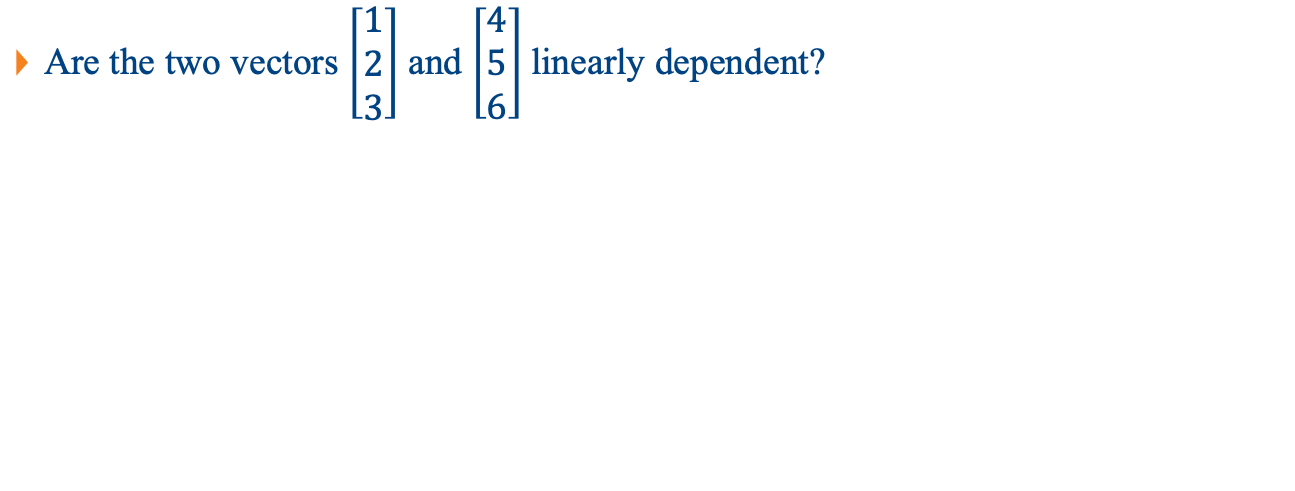 Are the two vectors [1 2 3] and [4 5 6] linearly dependent?